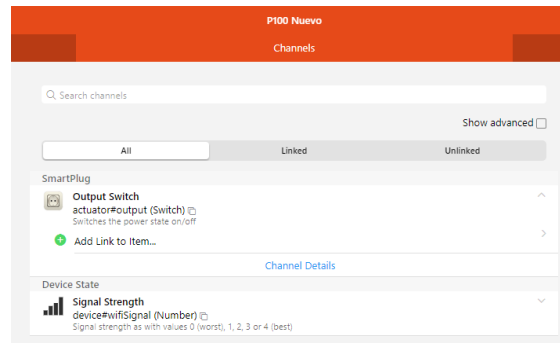 P100 Nuevo
Channels
Search channels
Show advanced
All Linked Unlinked
SmartPlug
Output Switch
actuator#output (Switch)
Switches the power state on/off
Add Link to Item...
Channel Details
Device State
Signal Strength
device#wifiSignal (Number)
Signal strength as with values 0 (worst), 1, 2, 3 or 4 (best)